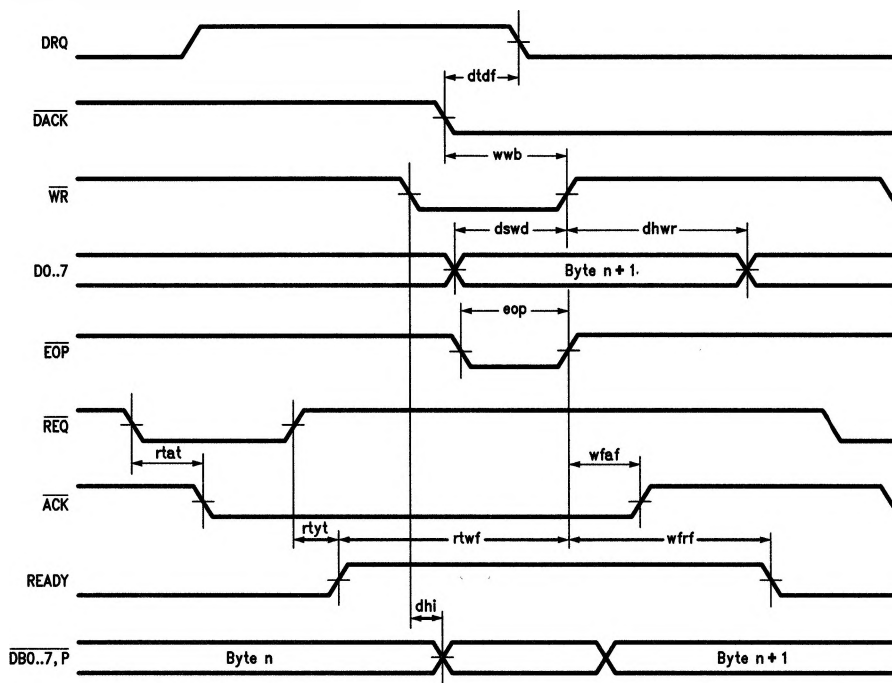 DRQ
dtdf
DACK
wwb
WR
dswd
dhwr
D0..7
Byte n + 1.
eop
EOP
REQ
rtat
wfaf
ACK
rtyt
rtwf
wfrf
READY
dhi
DB0..7, P
Byte n
Byte n + 1